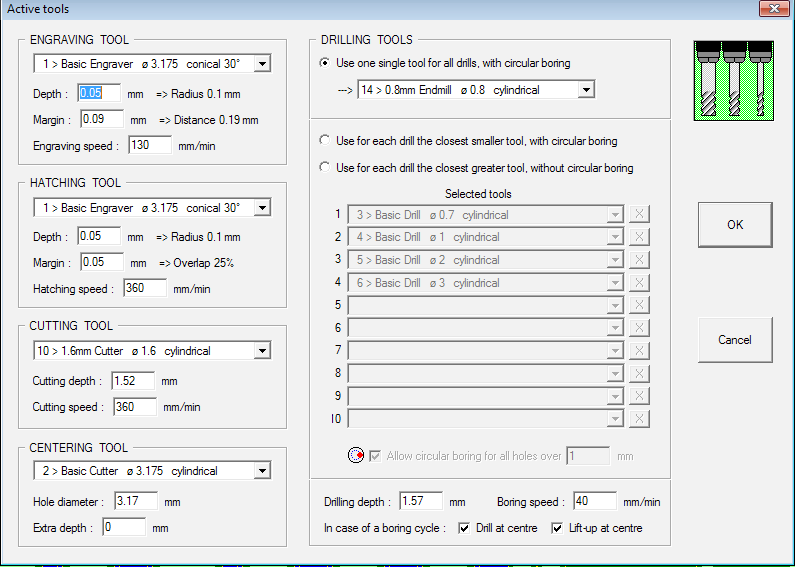 Active tools
ENGRAVING TOOL
1 > Basic Engraver ø 3.175 conical 30°
Depth : 0.05 mm => Radius 0.1 mm
Margin : 0.09 mm => Distance 0.19 mm
Engraving speed : 130 mm/min
HATCHING TOOL
1 > Basic Engraver ø 3.175 conical 30°
Depth : 0.05 mm => Radius 0.1 mm
Margin : 0.05 mm => Overlap 25%
Hatching speed : 360 mm/min
CUTTING TOOL
10 > 1.6mm Cutter ø 1.6 cylindrical
Cutting depth : 1.52 mm
Cutting speed : 360 mm/min
CENTERING TOOL
2 > Basic Cutter ø 3.175 cylindrical
Hole diameter : 3.17 mm
Extra depth : 0 mm
DRILLING TOOLS
Use one single tool for all drills, with circular boring
---> 14 > 0.8mm Endmill ø 0.8 cylindrical
Use for each drill the closest smaller tool, with circular boring
Use for each drill the closest greater tool, without circular boring
Selected tools
1 3 > Basic Drill ø 0.7 cylindrical X
2 4 > Basic Drill ø 1 cylindrical X
3 5 > Basic Drill ø 2 cylindrical X
4 6 > Basic Drill ø 3 cylindrical X
5 X
6 X
7 X
8 X
9 X
10 X
Allow circular boring for all holes over 1 mm
Drilling depth : 1.57 mm Boring speed : 40 mm/min
In case of a boring cycle : Drill at centre Lift-up at centre
OK
Cancel